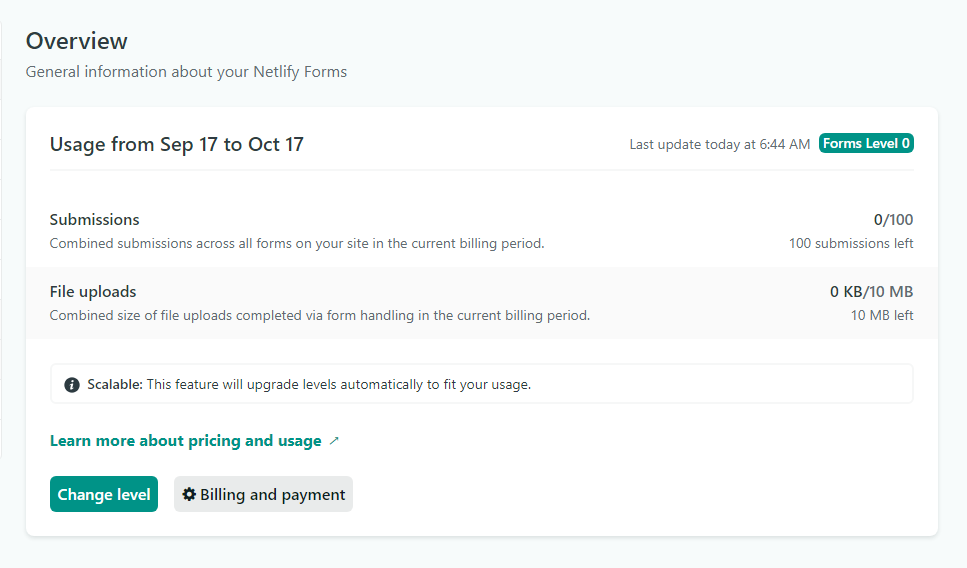 Overview
General information about your Netlify Forms
Usage from Sep 17 to Oct 17
Last update today at 6:44 AM Forms Level 0
Submissions
0/100
Combined submissions across all forms on your site in the current billing period.
100 submissions left
File uploads
0 KB/10 MB
Combined size of file uploads completed via form handling in the current billing period.
10 MB left
Scalable: This feature will upgrade levels automatically to fit your usage.
Learn more about pricing and usage
Change level
Billing and payment